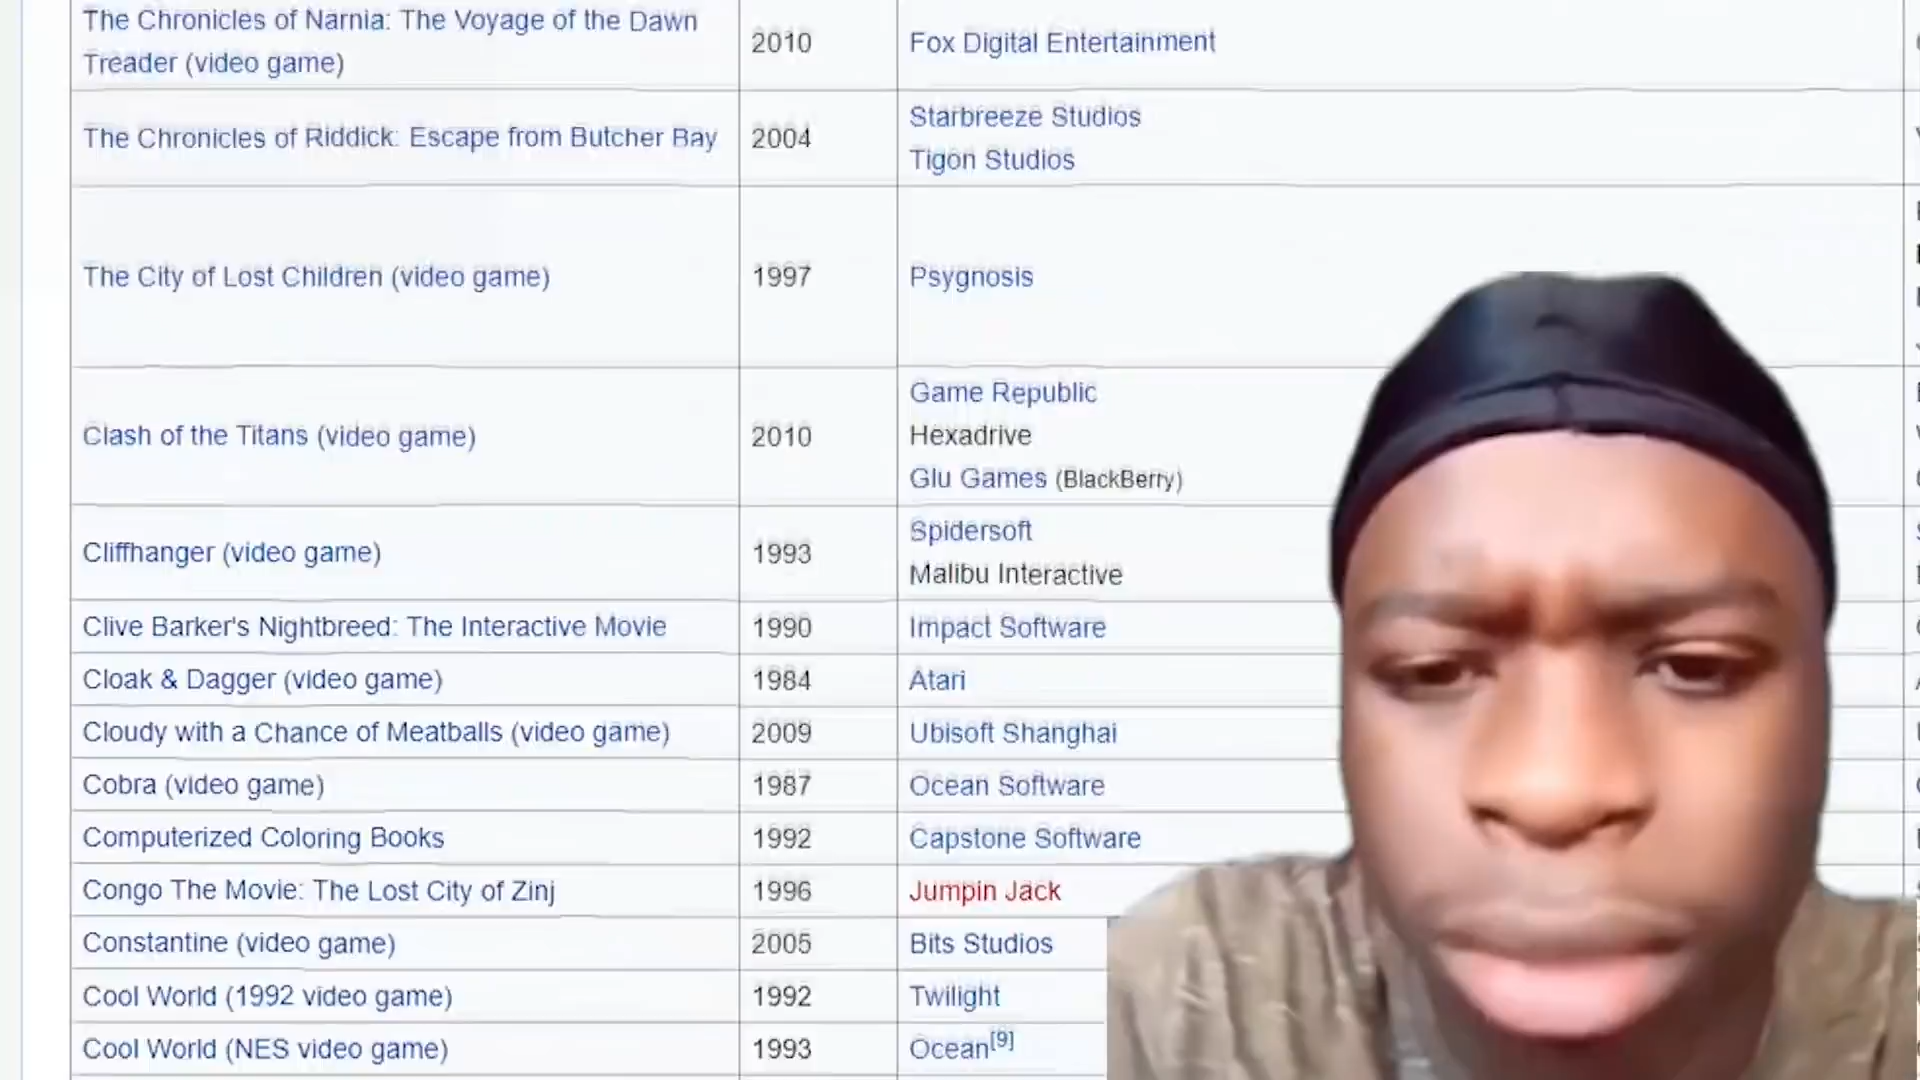 The Chronicles of Narnia: The Voyage of the Dawn
Treader (video game)
2010
Fox Digital Entertainment
The Chronicles of Riddick: Escape from Butcher Bay
2004
Starbreeze Studios
Tigon Studios
The City of Lost Children (video game)
1997
Psygnosis
Clash of the Titans (video game)
2010
Game Republic
Hexadrive
Glu Games (BlackBerry)
Cliffhanger (video game)
1993
Spidersoft
Malibu Interactive
Clive Barker's Nightbreed: The Interactive Movie
1990
Impact Software
Cloak & Dagger (video game)
1984
Atari
Cloudy with a Chance of Meatballs (video game)
2009
Ubisoft Shanghai
Cobra (video game)
1987
Ocean Software
Computerized Coloring Books
1992
Capstone Software
Congo The Movie: The Lost City of Zinj
1996
Jumpin Jack
Constantine (video game)
2005
Bits Studios
Cool World (1992 video game)
1992
Twilight
Cool World (NES video game)
1993
Ocean[9]